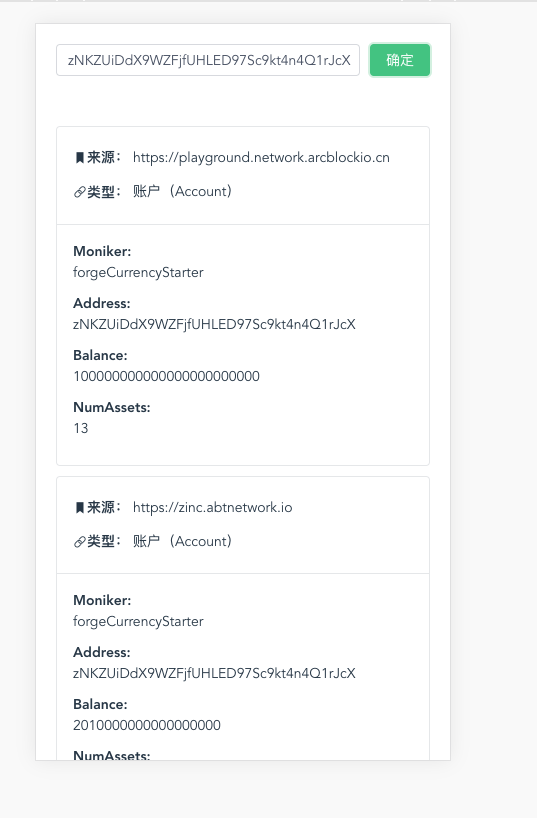 zNKZUiDdX9WZFjfUHLED97Sc9kt4n4Q1rJcX 确定
来源： https://playground.network.arcblockio.cn
类型： 账户（Account）
Moniker:
forgeCurrencyStarter
Address:
zNKZUiDdX9WZFjfUHLED97Sc9kt4n4Q1rJcX
Balance:
100000000000000000000000
NumAssets:
13
来源： https://zinc.abtnetwork.io
类型： 账户（Account）
Moniker:
forgeCurrencyStarter
Address:
zNKZUiDdX9WZFjfUHLED97Sc9kt4n4Q1rJcX
Balance:
2010000000000000000
NumAssets: